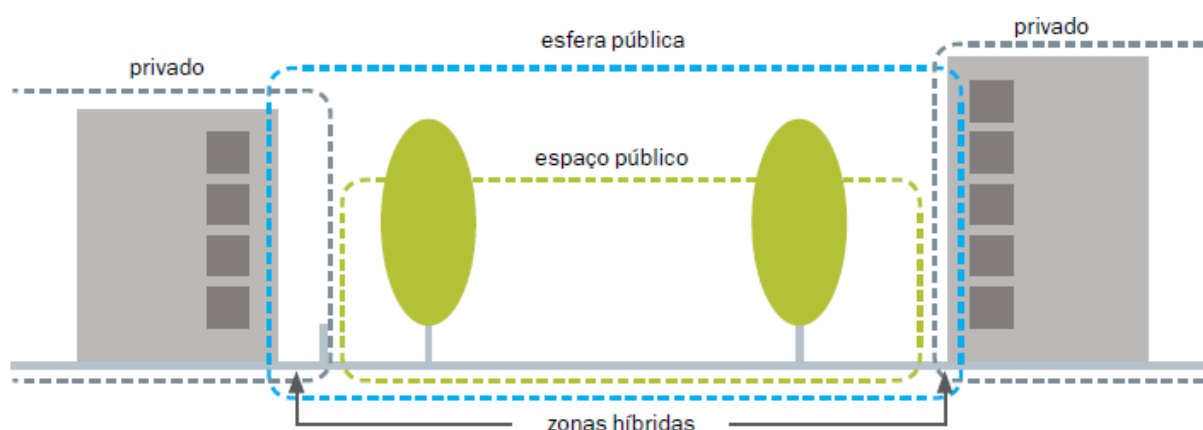 privado
esfera pública
privado
espaço público
zonas híbridas